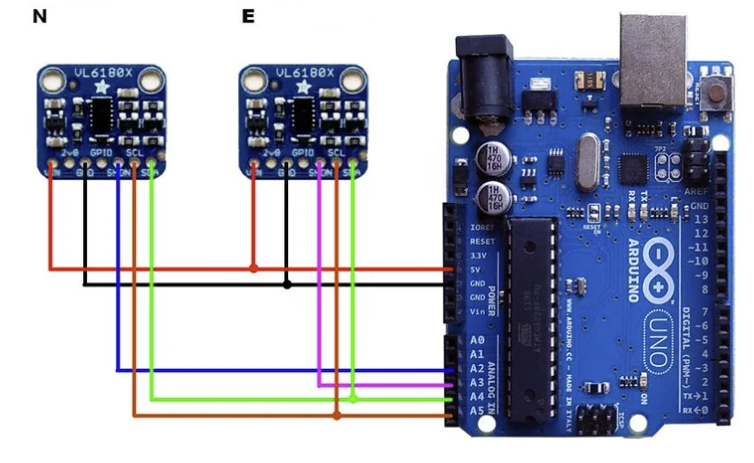 N
E
VL6180X
2v8 GPIO SCL
VIN GND SHDN SDA
VL6180X
2v8 GPIO SCL
VIN GND SHDN SDA
1H
470
16H
1H
470
16H
RESET
EN
JP2
RX
TX
L
AREF
GND
13
12
~11
~10
~9
8
7
~6
~5
4
~3
2
TX→1
RX←0
DIGITAL (PWM~)
IOREF
RESET
3.3V
5V
GND
GND
Vin
POWER
A0
A1
A2
A3
A4
A5
ANALOG IN
WWW.ARDUINO.CC - MADE IN ITALY
ARDUINO
UNO
ON
ICSP